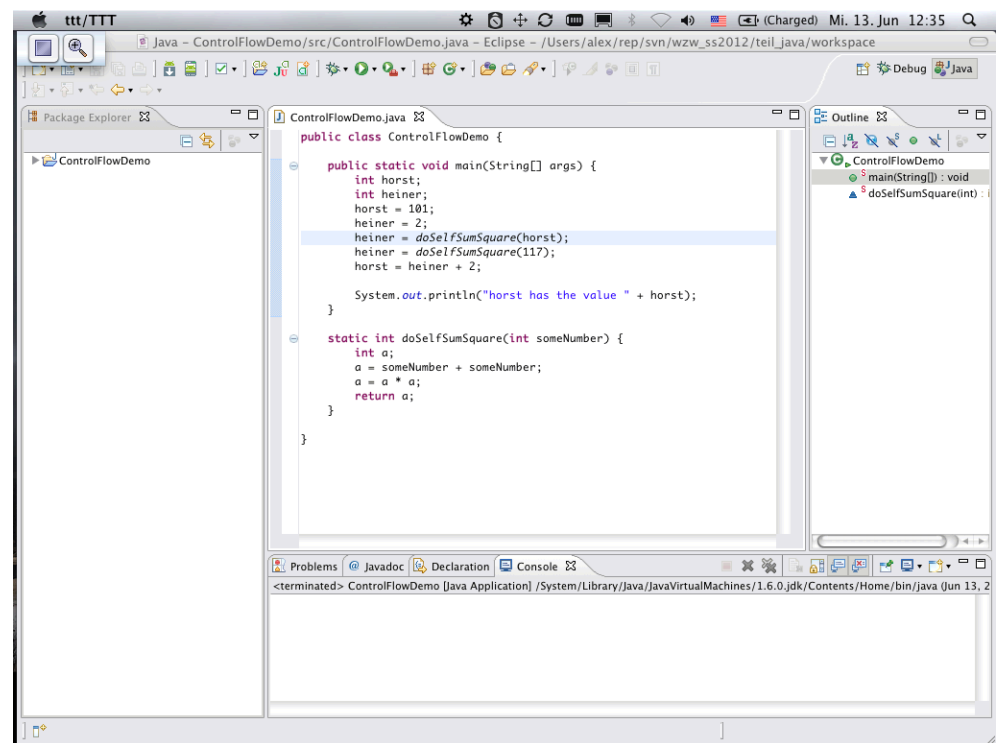 ttt/TTT (Charged) Mi. 13. Jun 12:35
Java – ControlFlowDemo/src/ControlFlowDemo.java – Eclipse – /Users/alex/rep/svn/wzw_ss2012/teil_java/workspace
Debug Java
Package Explorer
ControlFlowDemo
ControlFlowDemo.java
public class ControlFlowDemo {
public static void main(String[] args) {
int horst;
int heiner;
horst = 101;
heiner = 2;
heiner = doSelfSumSquare(horst);
heiner = doSelfSumSquare(117);
horst = heiner + 2;
System.out.println("horst has the value " + horst);
}
static int doSelfSumSquare(int someNumber) {
int a;
a = someNumber + someNumber;
a = a * a;
return a;
}
}
Outline
ControlFlowDemo
main(String[]) : void
doSelfSumSquare(int) : i
Problems @ Javadoc Declaration Console
<terminated> ControlFlowDemo [Java Application] /System/Library/Java/JavaVirtualMachines/1.6.0.jdk/Contents/Home/bin/java (Jun 13, 2